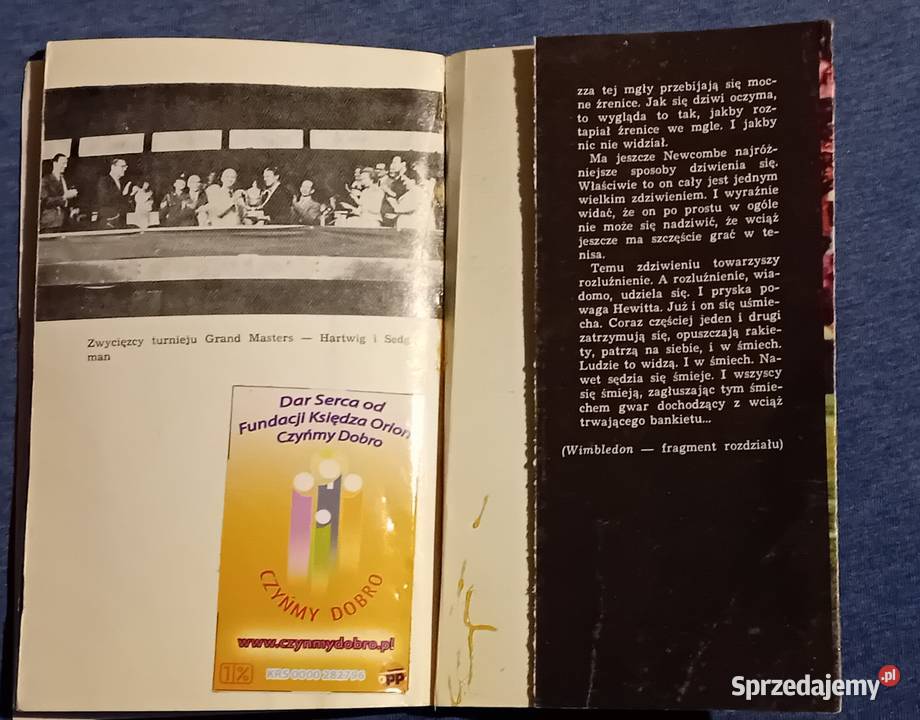 Zwycięzcy turnieju Grand Masters — Hartwig i Sedg
man
Dar Serca od
Fundacji Księdza Orion
Czyńmy Dobro
CZYŃMY DOBRO
www.czynmydobro.pl
1% KRS 0000 282796 .pp
zza tej mgły przebijają się moc-
ne źrenice. Jak się dziwi oczyma,
to wygląda to tak, jakby roz-
tapiał źrenice we mgle. I jakby
nic nie widział.
Ma jeszcze Newcombe najróż-
niejsze sposoby dziwienia się.
Właściwie to on cały jest jednym
wielkim zdziwieniem. I wyraźnie
widać, że on po prostu w ogóle
nie może się nadziwić, że wciąż
jeszcze ma szczęście grać w te-
nisa.
Temu zdziwieniu towarzyszy
rozluźnienie. A rozluźnienie, wia-
domo, udziela się. I pryska po-
waga Hewitta. Już i on się uśmie-
cha. Coraz częściej jeden i drugi
zatrzymują się, opuszczają rakie-
ty, patrzą na siebie, i w śmiech.
Ludzie to widzą. I w śmiech. Na-
wet sędzia się śmieje. I wszyscy
się śmieją, zagłuszając tym śmie-
chem gwar dochodzący z wciąż
trwającego bankietu...
(Wimbledon — fragment rozdziału)
Sprzedajemy.pl